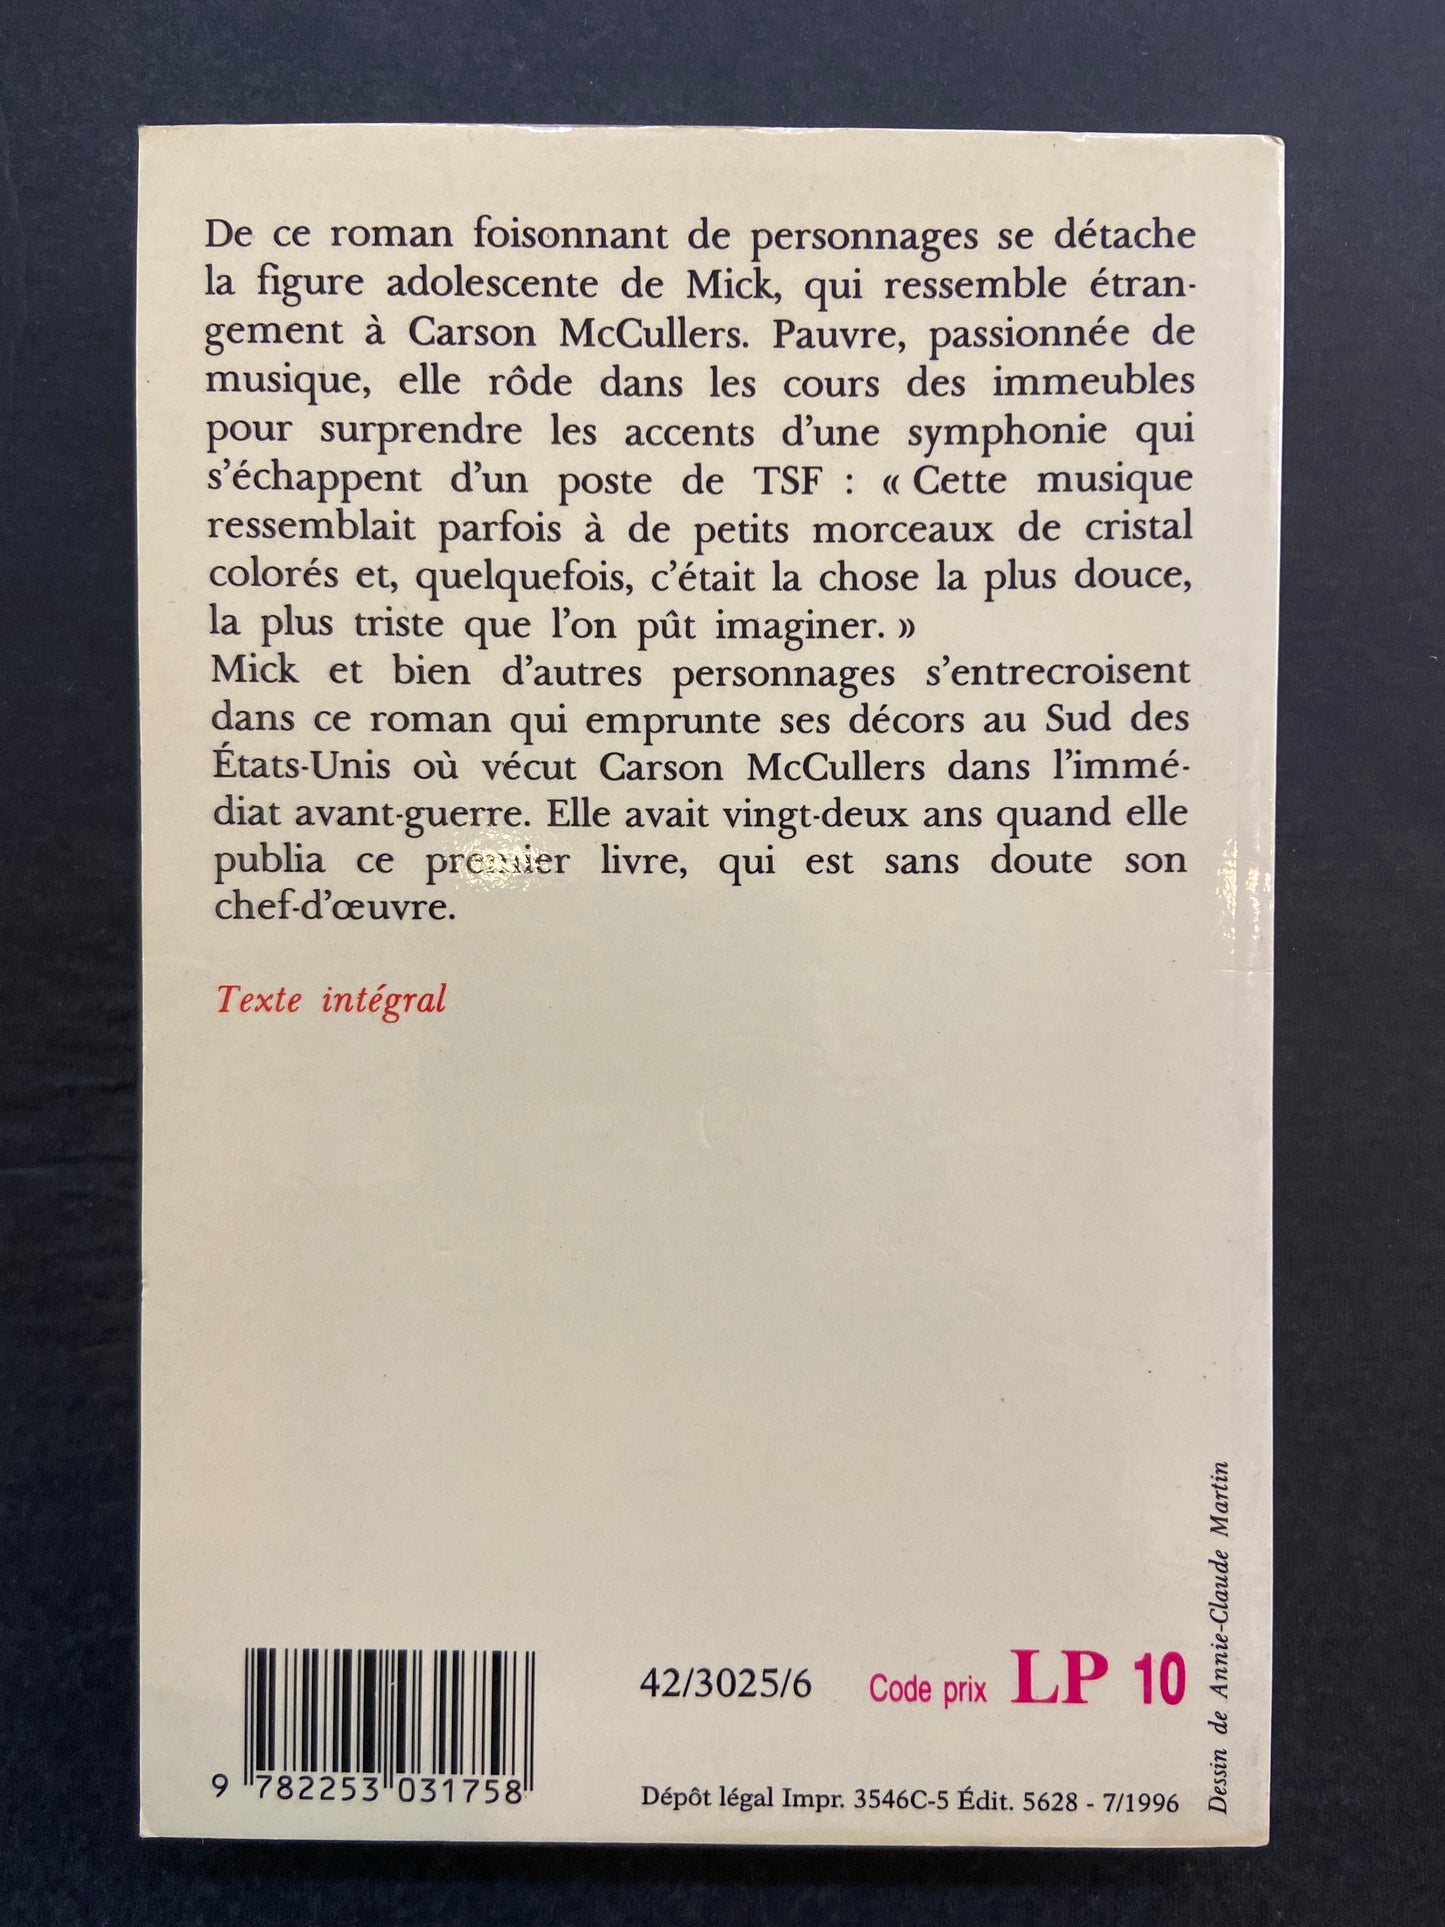 De ce roman foisonnant de personnages se détache
la figure adolescente de Mick, qui ressemble étran-
gement à Carson McCullers. Pauvre, passionnée de
musique, elle rôde dans les cours des immeubles
pour surprendre les accents d'une symphonie qui
s'échappent d'un poste de TSF : « Cette musique
ressemblait parfois à de petits morceaux de cristal
colorés et, quelquefois, c'était la chose la plus douce,
la plus triste que l'on pût imaginer. »
Mick et bien d'autres personnages s'entrecroisent
dans ce roman qui emprunte ses décors au Sud des
États-Unis où vécut Carson McCullers dans l'immé-
diat avant-guerre. Elle avait vingt-deux ans quand elle
publia ce premier livre, qui est sans doute son
chef-d'œuvre.
Texte intégral
Dessin de Annie-Claude Martin
42/3025/6 Code prix LP 10
9 782253 031758
Dépôt légal Impr. 3546C-5 Édit. 5628 - 7/1996